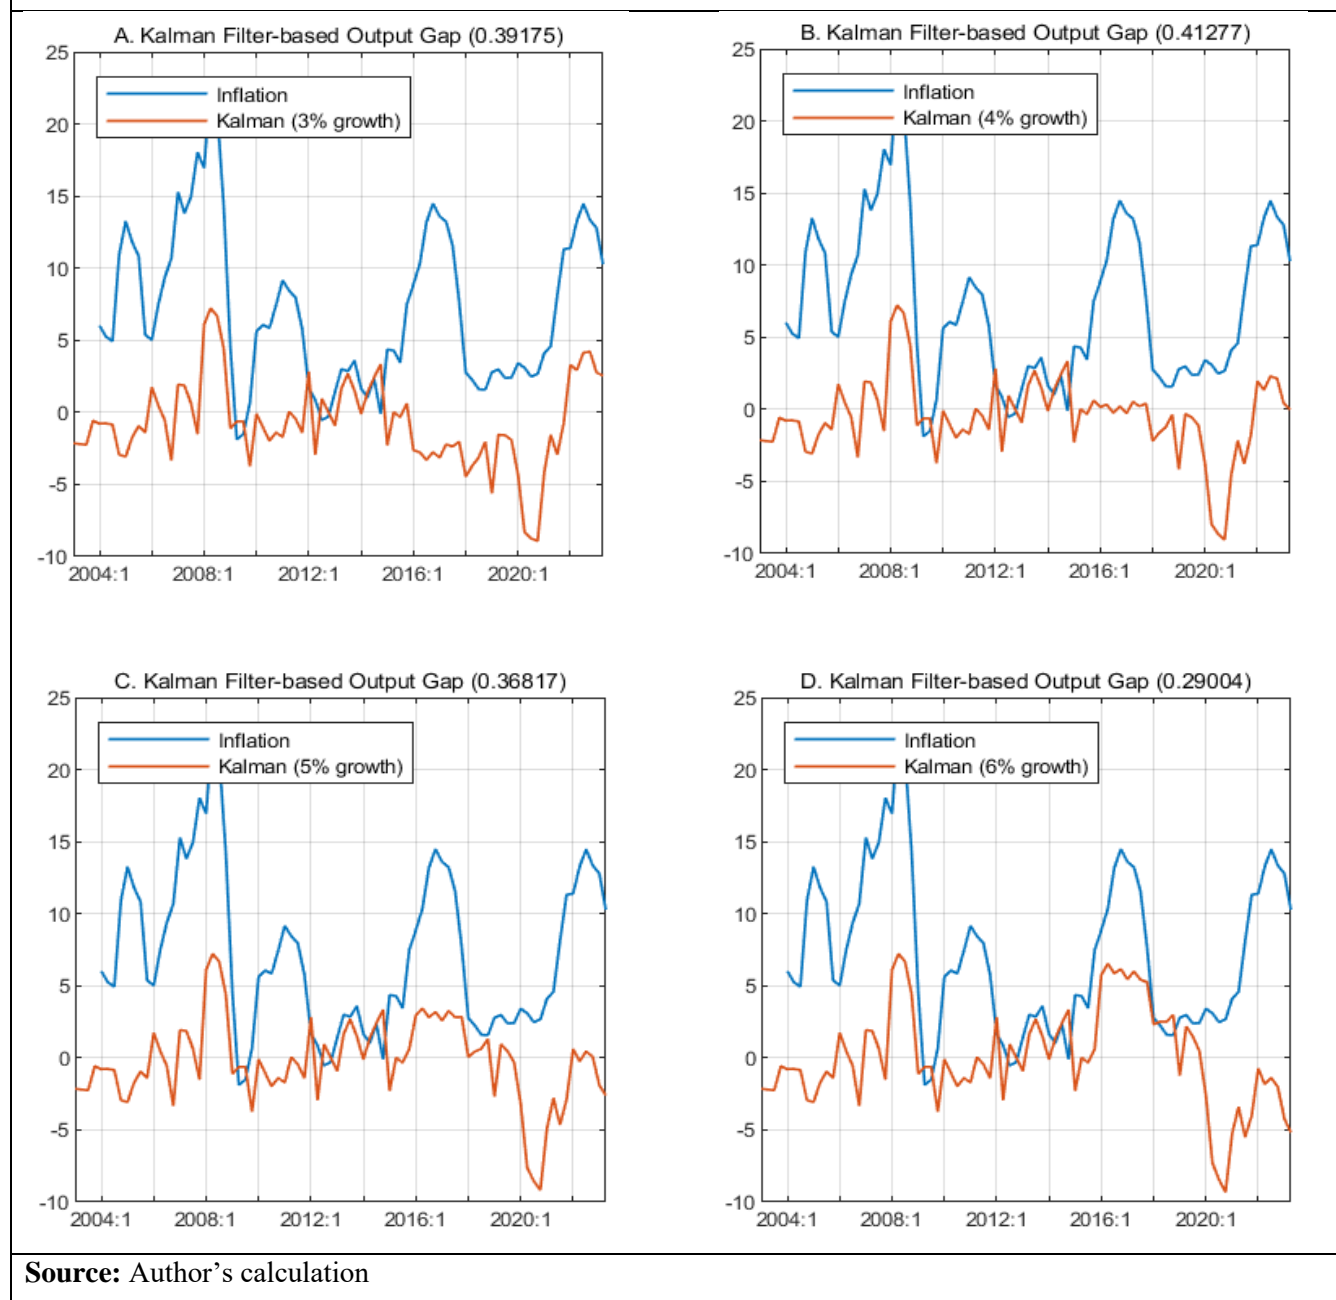 A. Kalman Filter-based Output Gap (0.39175)
25
20
15
10
5
0
-5
-10
Inflation
Kalman (3% growth)
2004:1 2008:1 2012:1 2016:1 2020:1
B. Kalman Filter-based Output Gap (0.41277)
25
20
15
10
5
0
-5
-10
Inflation
Kalman (4% growth)
2004:1 2008:1 2012:1 2016:1 2020:1
C. Kalman Filter-based Output Gap (0.36817)
25
20
15
10
5
0
-5
-10
Inflation
Kalman (5% growth)
2004:1 2008:1 2012:1 2016:1 2020:1
D. Kalman Filter-based Output Gap (0.29004)
25
20
15
10
5
0
-5
-10
Inflation
Kalman (6% growth)
2004:1 2008:1 2012:1 2016:1 2020:1
Source: Author’s calculation